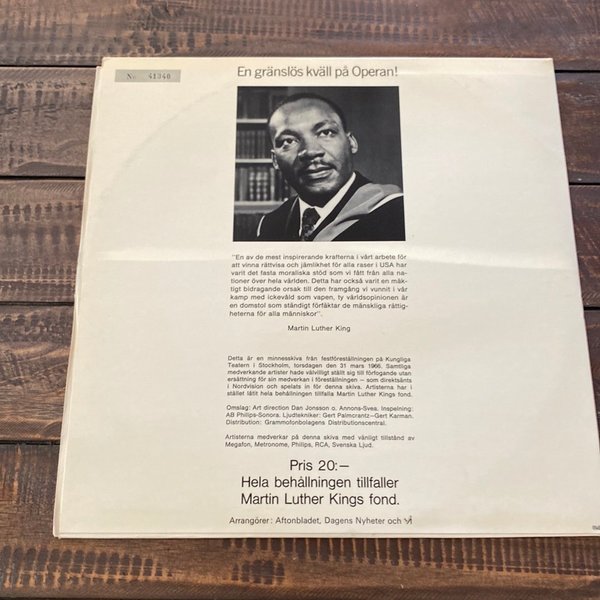 No. 41340
En gränslös kväll på Operan!
"En av de mest inspirerande krafterna i vårt arbete för
att vinna rättvisa och jämlikhet för alla raser i USA har
varit det fasta moraliska stöd som vi fått från alla na-
tioner över hela världen. Detta har också varit en mäk-
tigt bidragande orsak till den framgång vi vunnit i vår
kamp med ickevåld som vapen, ty världsopinionen är
en domstol som ständigt förfäktar de mänskliga rättig-
heterna för alla människor".
Martin Luther King
Detta är en minnesskiva från festföreställningen på Kungliga
Teatern i Stockholm, torsdagen den 31 mars 1966. Samtliga
medverkande artister hade välvilligt ställt sig till förfogande utan
ersättning för sin medverkan i föreställningen – som direktsänts
i Nordvision och spelats in för denna skiva. Artisterna har i
stället låtit hela behållningen tillfalla Martin Luther Kings fond.
Omslag: Art direction Dan Jonsson o. Annons-Svea. Inspelning:
AB Philips-Sonora. Ljudtekniker: Gert Palmcrantz–Gert Karman.
Distribution: Grammofonbolagens Distributionscentral.
Artisterna medverkar på denna skiva med vänligt tillstånd av
Megafon, Metronome, Philips, RCA, Svenska Ljud.
Pris 20:—
Hela behållningen tillfaller
Martin Luther Kings fond.
Arrangörer: Aftonbladet, Dagens Nyheter och Vi